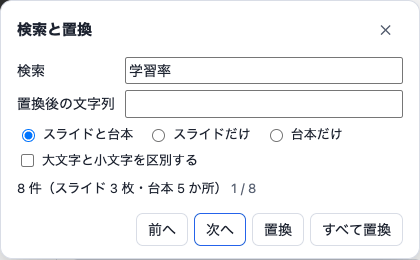 検索と置換
検索 学習率
置換後の文字列
スライドと台本 スライドだけ 台本だけ
大文字と小文字を区別する
8 件（スライド 3 枚・台本 5 か所） 1 / 8
前へ 次へ 置換 すべて置換